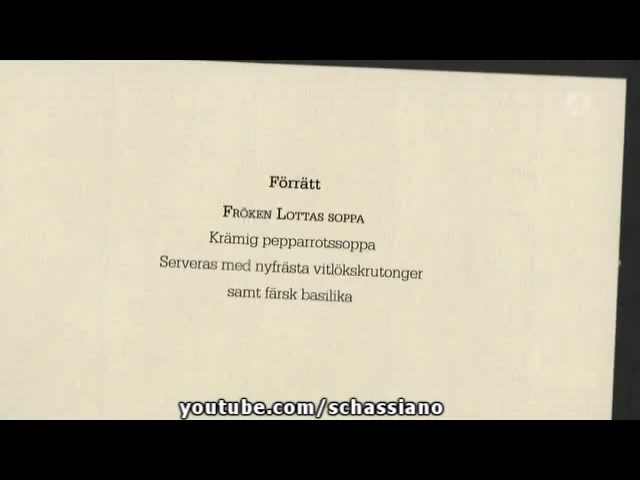 Förrätt
FRÖKEN LOTTAS SOPPA
Krämig pepparrotssoppa
Serveras med nyfrästa vitlökskrutonger
samt färsk basilika
youtube.com/schassiano